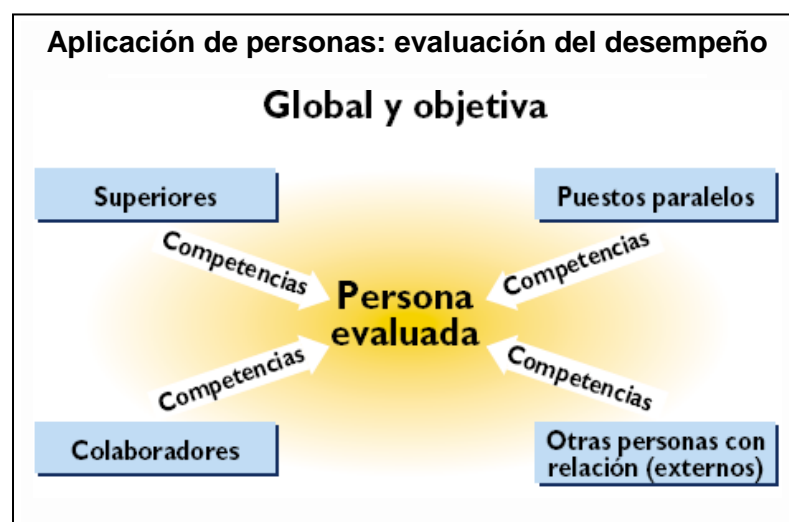 Aplicación de personas: evaluación del desempeño
Global y objetiva
Superiores
Puestos paralelos
Competencias
Competencias
Persona
evaluada
Competencias
Competencias
Colaboradores
Otras personas con
relación (externos)